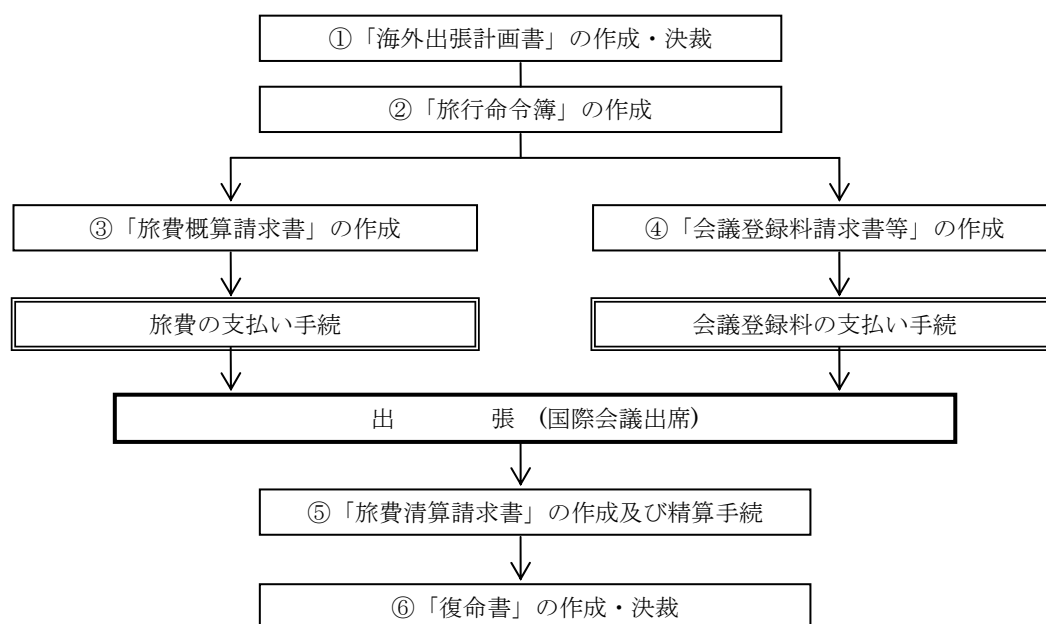 ①「海外出張計画書」の作成・決裁
②「旅行命令簿」の作成
③「旅費概算請求書」の作成
④「会議登録料請求書等」の作成
旅費の支払い手続
会議登録料の支払い手続
出 張 (国際会議出席)
⑤「旅費清算請求書」の作成及び精算手続
⑥「復命書」の作成・決裁